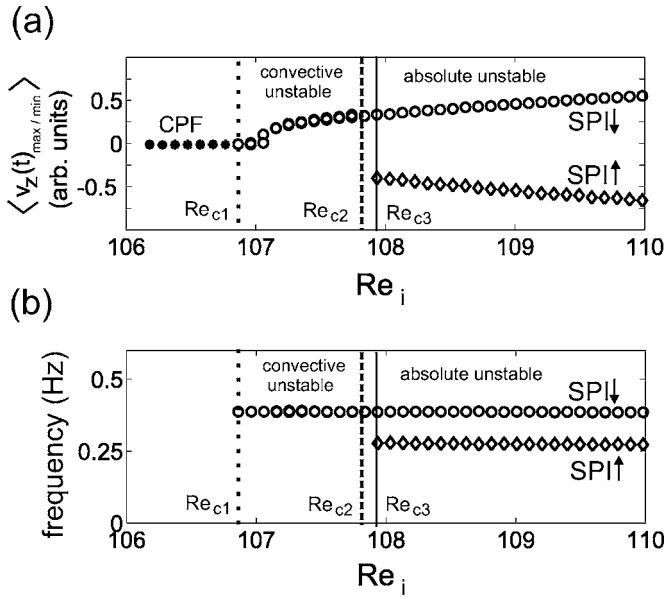 (a)
⟨v_z(t)_max / min⟩
(arb. units)
0.5
0
-0.5
CPF
convective
unstable
absolute unstable
SPI↓
SPI↑
Re_c1
Re_c2
Re_c3
106
107
108
109
110
Re_i
(b)
frequency (Hz)
0.5
0.25
0
convective
unstable
absolute unstable
SPI↓
SPI↑
Re_c1
Re_c2
Re_c3
106
107
108
109
110
Re_i